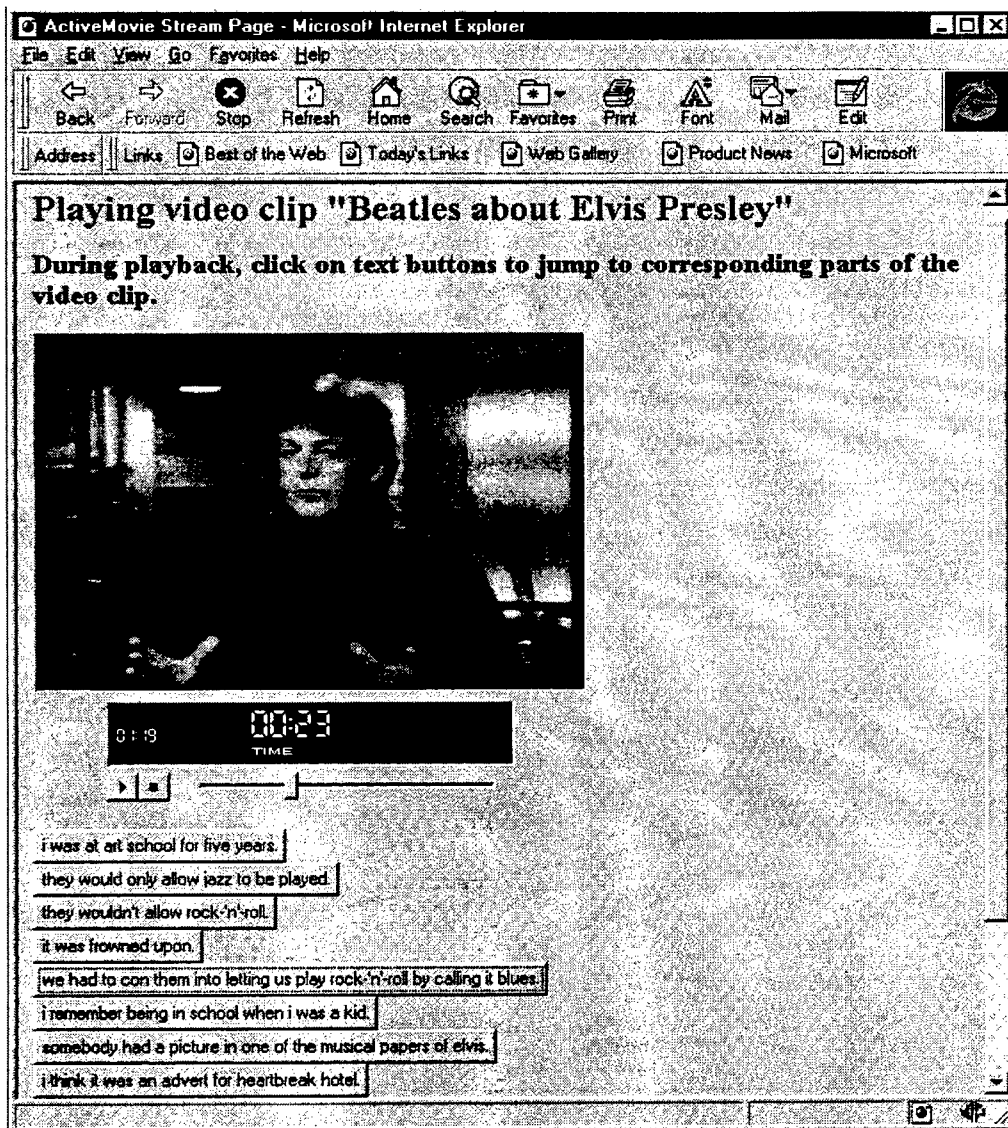 ActiveMovie Stream Page - Microsoft Internet Explorer
File Edit View Go Favorites Help
Back Forward Stop Refresh Home Search Favorites Print Font Mail Edit
Address Links Best of the Web Today's Links Web Gallery Product News Microsoft
Playing video clip "Beatles about Elvis Presley"
During playback, click on text buttons to jump to corresponding parts of the
video clip.
01:19 00:23
TIME
i was at art school for five years.
they would only allow jazz to be played.
they wouldn't allow rock-'n'-roll.
it was frowned upon.
we had to con them into letting us play rock-'n'-roll by calling it blues.
i remember being in school when i was a kid.
somebody had a picture in one of the musical papers of elvis.
i think it was an advert for heartbreak hotel.